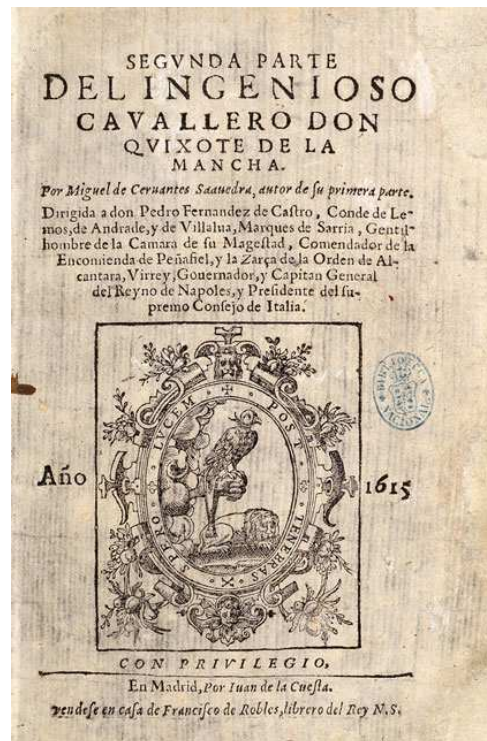 SEGVNDA PARTE
DEL INGENIOSO
CAVALLERO DON
QVIXOTE DE LA
MANCHA.
Por Miguel de Ceruantes Saauedra, autor de ſu primera parte.
Dirigida a don Pedro Fernandez de Caſtro, Conde de Le-
mos, de Andrade, y de Villalua, Marques de Sarria, Gentil-
hombre de la Camara de ſu Mageſtad, Comendador de la
Encomienda de Peñafiel, y la Zarça de la Orden de Al-
cantara, Virrey, Gouernador, y Capitan General
del Reyno de Napoles, y Preſidente del ſu-
premo Conſejo de Italia.
SPERO LVCEM POST TENEBRAS
Año 1615
BIBLIOTECA NACIONAL
CON PRIVILEGIO,
En Madrid, Por Iuan de la Cueſta.
vendeſe en caſa de Franciſco de Robles, librero del Rey N.S.